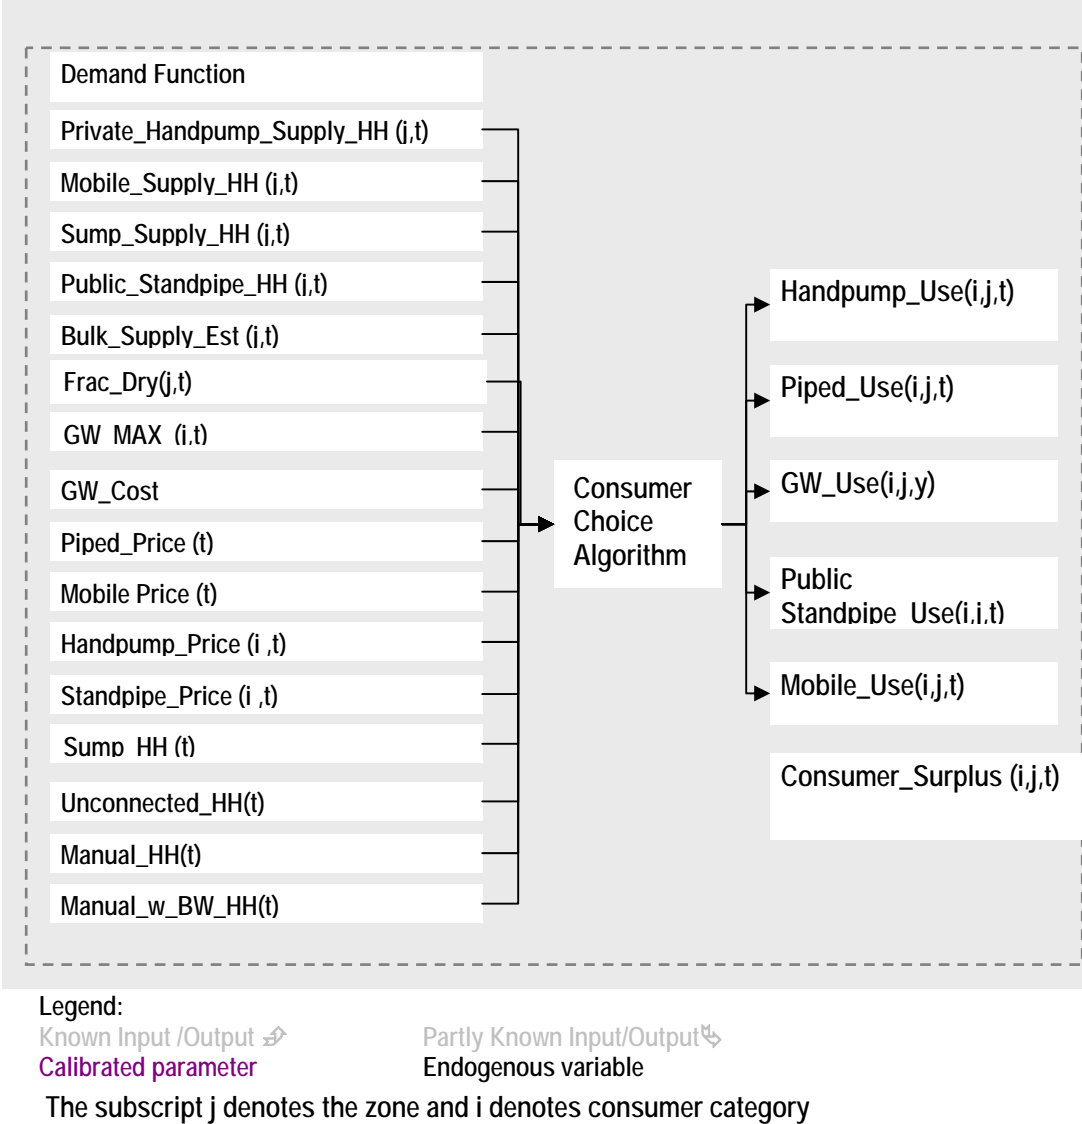 Demand Function
Private_Handpump_Supply_HH (j,t)
Mobile_Supply_HH (j,t)
Sump_Supply_HH (j,t)
Public_Standpipe_HH (j,t)
Bulk_Supply_Est (j,t)
Frac_Dry(j,t)
GW_MAX_(j,t)
GW_Cost
Piped_Price (t)
Mobile Price (t)
Handpump_Price (i ,t)
Standpipe_Price (i ,t)
Sump_HH (t)
Unconnected_HH(t)
Manual_HH(t)
Manual_w_BW_HH(t)
Consumer
Choice
Algorithm
Handpump_Use(i,j,t)
Piped_Use(i,j,t)
GW_Use(i,j,y)
Public
Standpipe_Use(i,j,t)
Mobile_Use(i,j,t)
Consumer_Surplus (i,j,t)
Legend:
Known Input /Output
Partly Known Input/Output
Calibrated parameter
Endogenous variable
The subscript j denotes the zone and i denotes consumer category